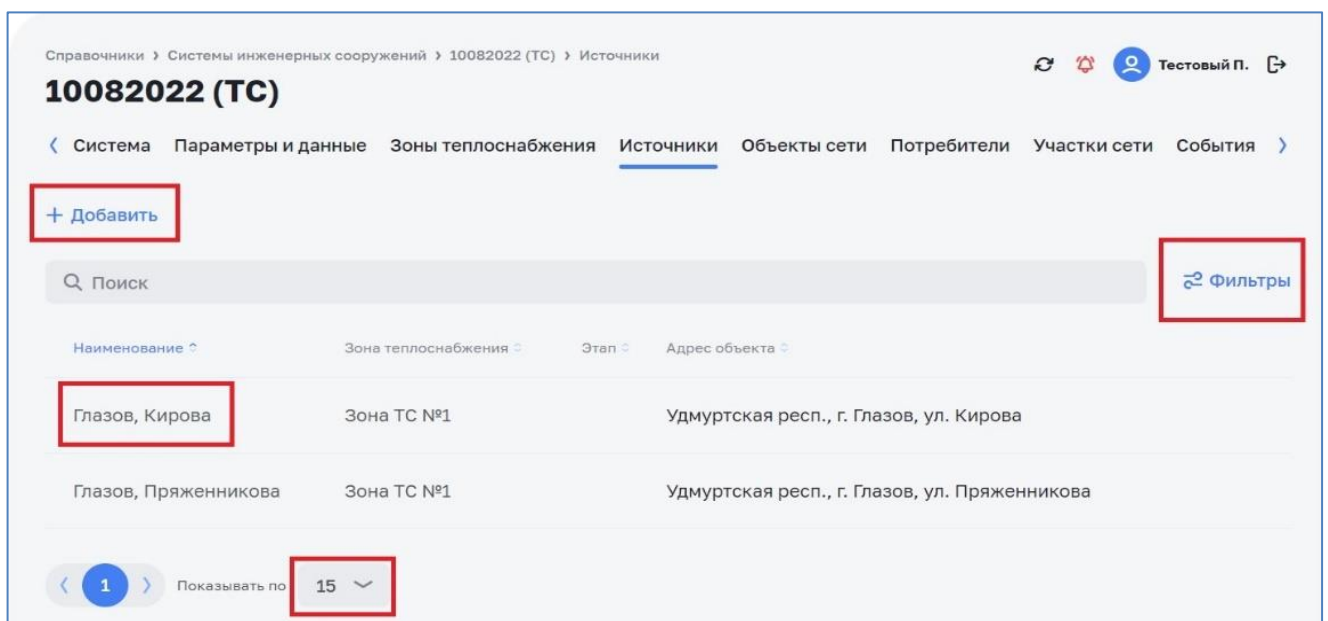 Справочники › Системы инженерных сооружений › 10082022 (ТС) › Источники
Тестовый П.
10082022 (ТС)
Система Параметры и данные Зоны теплоснабжения Источники Объекты сети Потребители Участки сети События
+ Добавить
Поиск
Фильтры
Наименование Зона теплоснабжения Этап Адрес объекта
Глазов, Кирова Зона ТС №1 Удмуртская респ., г. Глазов, ул. Кирова
Глазов, Пряженникова Зона ТС №1 Удмуртская респ., г. Глазов, ул. Пряженникова
1 Показывать по 15